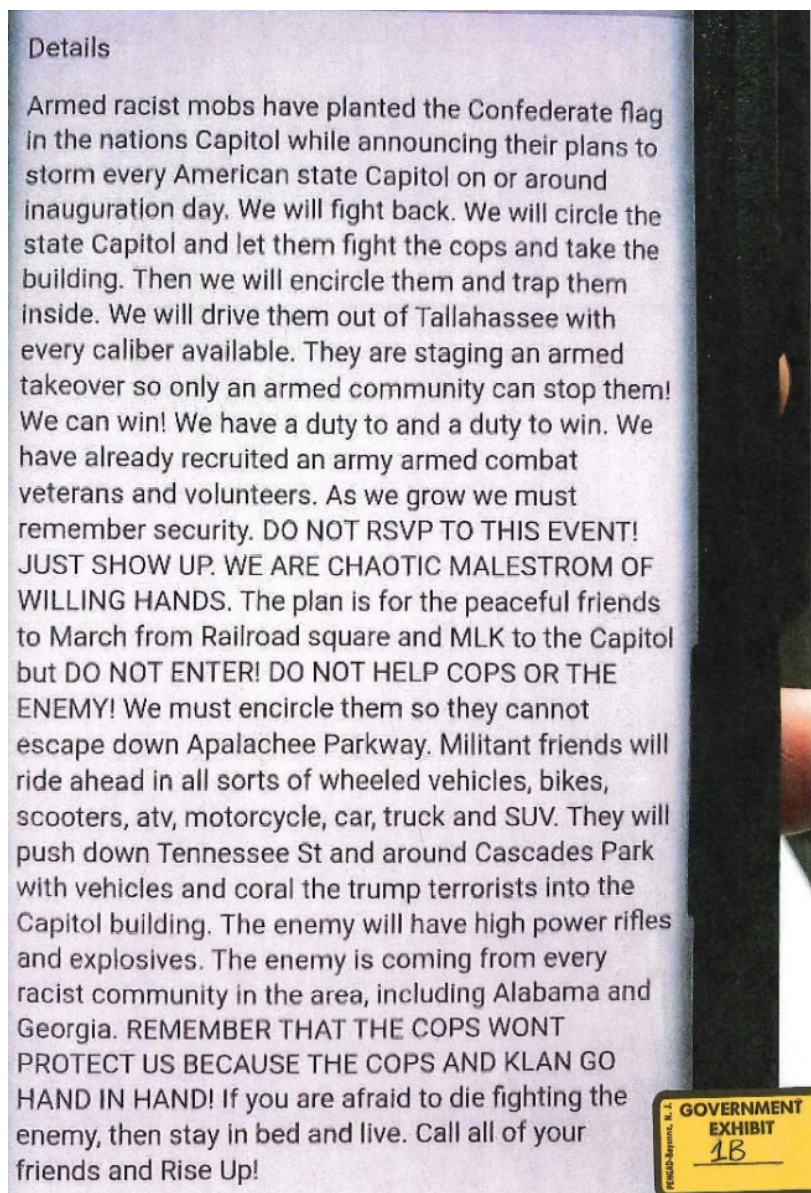 Details
Armed racist mobs have planted the Confederate flag
in the nations Capitol while announcing their plans to
storm every American state Capitol on or around
inauguration day. We will fight back. We will circle the
state Capitol and let them fight the cops and take the
building. Then we will encircle them and trap them
inside. We will drive them out of Tallahassee with
every caliber available. They are staging an armed
takeover so only an armed community can stop them!
We can win! We have a duty to and a duty to win. We
have already recruited an army armed combat
veterans and volunteers. As we grow we must
remember security. DO NOT RSVP TO THIS EVENT!
JUST SHOW UP. WE ARE CHAOTIC MALESTROM OF
WILLING HANDS. The plan is for the peaceful friends
to March from Railroad square and MLK to the Capitol
but DO NOT ENTER! DO NOT HELP COPS OR THE
ENEMY! We must encircle them so they cannot
escape down Apalachee Parkway. Militant friends will
ride ahead in all sorts of wheeled vehicles, bikes,
scooters, atv, motorcycle, car, truck and SUV. They will
push down Tennessee St and around Cascades Park
with vehicles and coral the trump terrorists into the
Capitol building. The enemy will have high power rifles
and explosives. The enemy is coming from every
racist community in the area, including Alabama and
Georgia. REMEMBER THAT THE COPS WONT
PROTECT US BECAUSE THE COPS AND KLAN GO
HAND IN HAND! If you are afraid to die fighting the
enemy, then stay in bed and live. Call all of your
friends and Rise Up!
PENGAD-Bayonne, N. J.
GOVERNMENT
EXHIBIT
1B